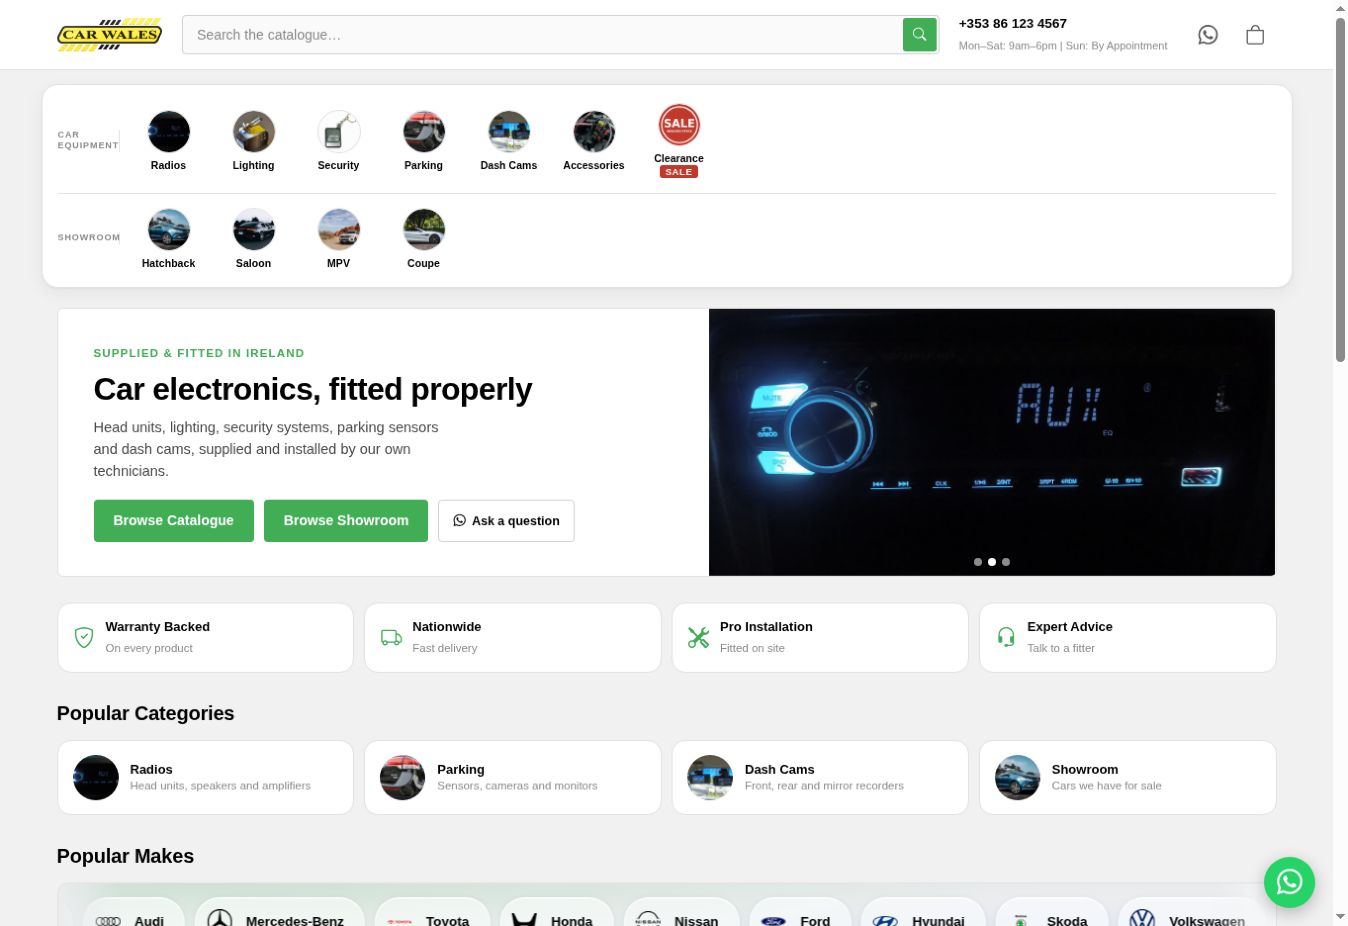 CAR WALES
Search the catalogue…
+353 86 123 4567
Mon–Sat: 9am–6pm | Sun: By Appointment
CAR
EQUIPMENT
Radios
Lighting
Security
Parking
Dash Cams
Accessories
SALE
Clearance
SALE
SHOWROOM
Hatchback
Saloon
MPV
Coupe
SUPPLIED & FITTED IN IRELAND
Car electronics, fitted properly
Head units, lighting, security systems, parking sensors
and dash cams, supplied and installed by our own
technicians.
Browse Catalogue
Browse Showroom
Ask a question
MUTE
AUX
EQ
CLK
Warranty Backed
On every product
Nationwide
Fast delivery
Pro Installation
Fitted on site
Expert Advice
Talk to a fitter
Popular Categories
Radios
Head units, speakers and amplifiers
Parking
Sensors, cameras and monitors
Dash Cams
Front, rear and mirror recorders
Showroom
Cars we have for sale
Popular Makes
Audi
Mercedes-Benz
Toyota
Honda
Nissan
Ford
Hyundai
Skoda
Volkswagen